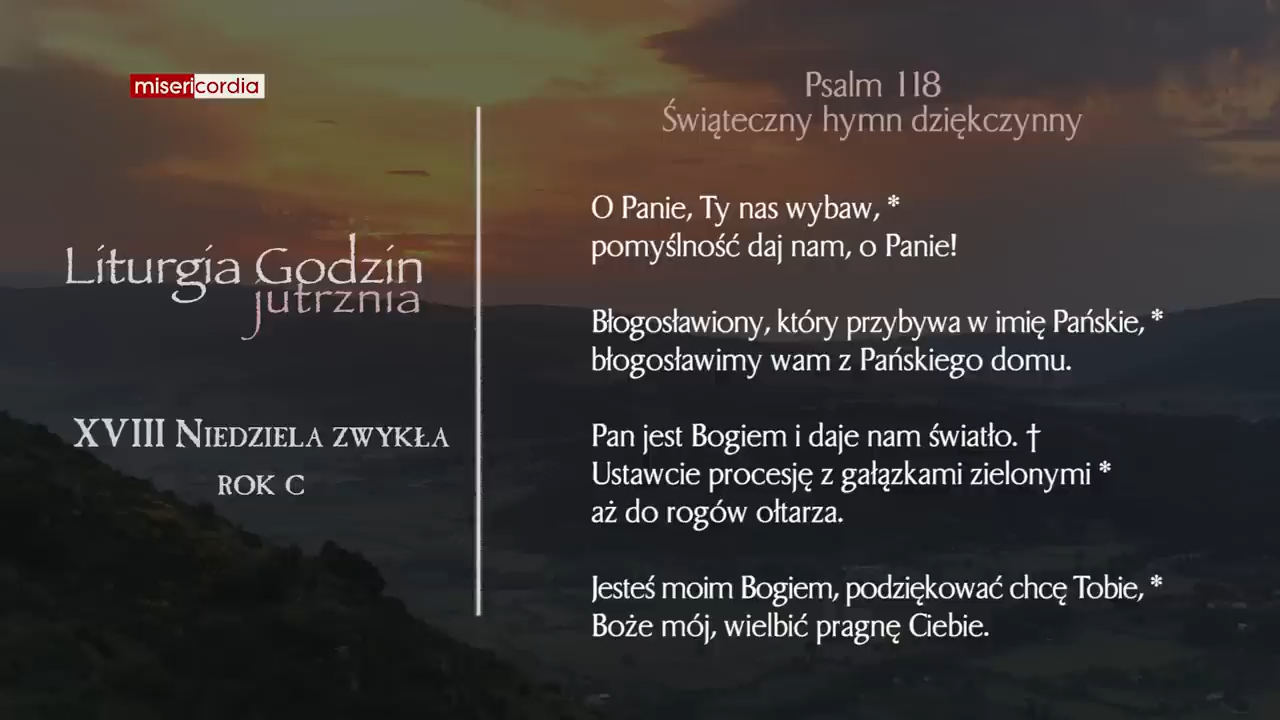 misericordia
Liturgia Godzin
jutrznia
XVIII Niedziela zwykła
rok C
Psalm 118
Świąteczny hymn dziękczynny
O Panie, Ty nas wybaw, *
pomyślność daj nam, o Panie!
Błogosławiony, który przybywa w imię Pańskie, *
błogosławimy wam z Pańskiego domu.
Pan jest Bogiem i daje nam światło. †
Ustawcie procesję z gałązkami zielonymi *
aż do rogów ołtarza.
Jesteś moim Bogiem, podziękować chcę Tobie, *
Boże mój, wielbić pragnę Ciebie.